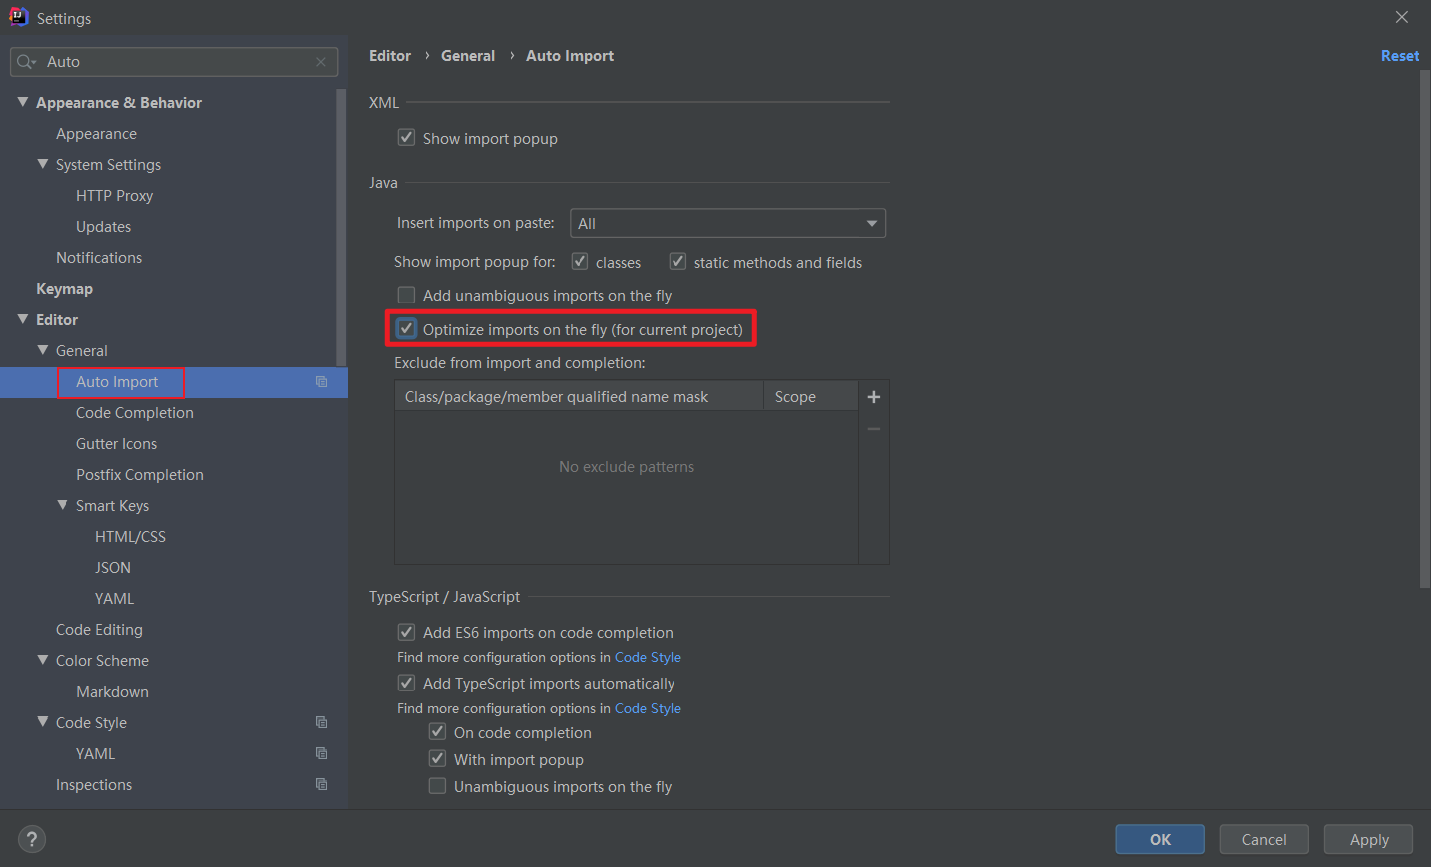 Settings
Auto
Appearance & Behavior
Appearance
System Settings
HTTP Proxy
Updates
Notifications
Keymap
Editor
General
Auto Import
Code Completion
Gutter Icons
Postfix Completion
Smart Keys
HTML/CSS
JSON
YAML
Code Editing
Color Scheme
Markdown
Code Style
YAML
Inspections
Editor › General › Auto Import
Reset
XML
Show import popup
Java
Insert imports on paste: All
Show import popup for: classes static methods and fields
Add unambiguous imports on the fly
Optimize imports on the fly (for current project)
Exclude from import and completion:
Class/package/member qualified name mask Scope
No exclude patterns
TypeScript / JavaScript
Add ES6 imports on code completion
Find more configuration options in Code Style
Add TypeScript imports automatically
Find more configuration options in Code Style
On code completion
With import popup
Unambiguous imports on the fly
? OK Cancel Apply